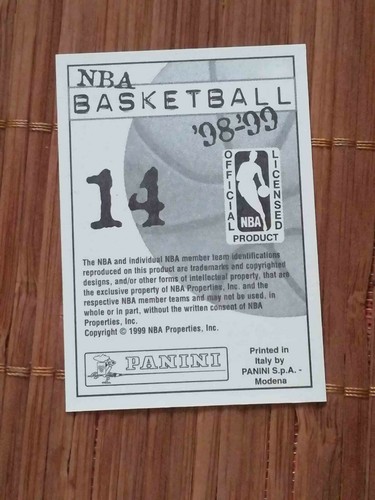 NBA
BASKETBALL
'98-'99
14
OFFICIAL
LICENSED
NBA
PRODUCT
The NBA and individual NBA member team identifications
reproduced on this product are trademarks and copyrighted
designs, and/or other forms of intellectual property, that are
the exclusive property of NBA Properties, Inc. and the
respective NBA member teams and may not be used, in
whole or in part, without the written consent of NBA
Properties, Inc.
Copyright © 1999 NBA Properties, Inc.
PANINI
Printed in
Italy by
PANINI S.p.A. -
Modena